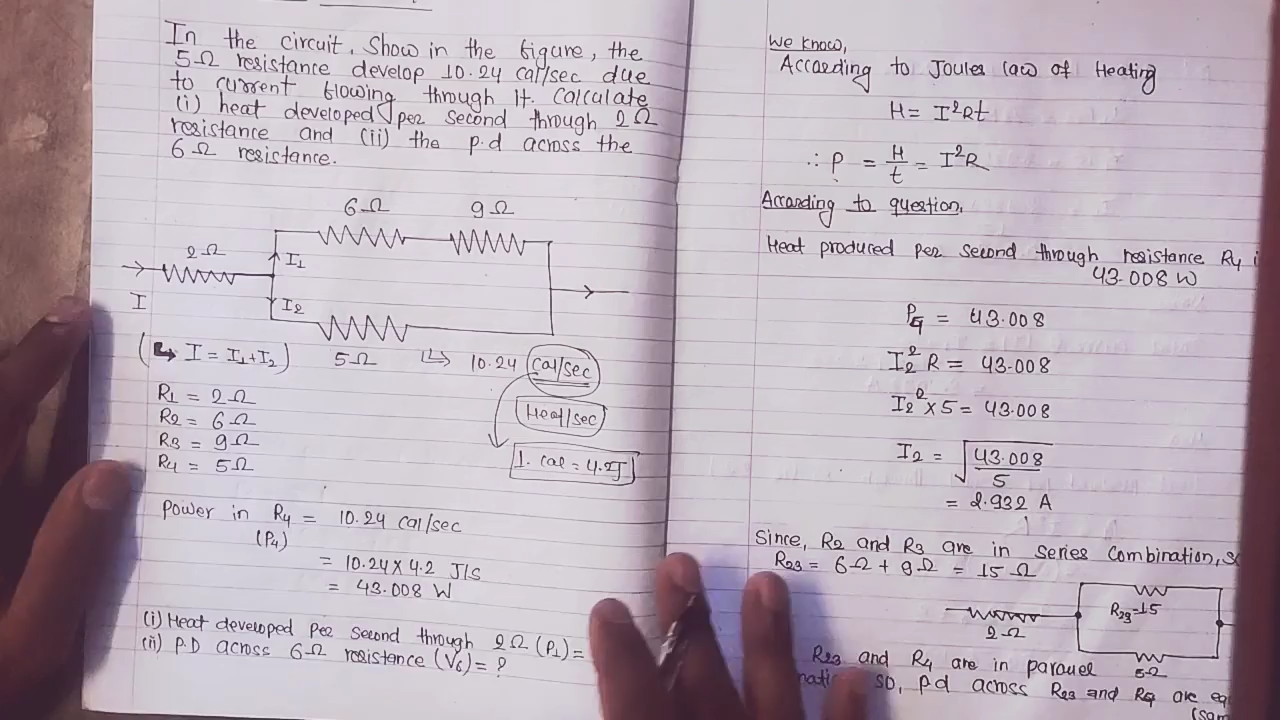 In the circuit. Show in the figure, the
5Ω resistance develop 10.24 cal/sec due
to current flowing through it. Calculate
(i) heat developed per second through 2Ω
resistance and (ii) the p.d across the
6Ω resistance.
6Ω 9Ω
2Ω
I₁
I
I₂
(↳ I = I₁+I₂)
5Ω ↳ 10.24 cal/sec
Heat/sec
1. cal = 4.2J
R₁ = 2Ω
R₂ = 6Ω
R₃ = 9Ω
R₄ = 5Ω
Power in R₄ = 10.24 cal/sec
(P₄)
= 10.24 × 4.2 J/S
= 43.008 W
(i) Heat developed per second through 2Ω (P₁) =
(ii) P.D across 6Ω resistance (V₆) = ?
We know,
According to Joules law of Heating
H = I²Rt
∴ P = H/t = I²R
According to question,
Heat produced per second through resistance R₄
43.008 W
P₄ = 43.008
I₂² R = 43.008
I₂² × 5 = 43.008
I₂ = √(43.008/5)
= 2.932 A
Since, R₂ and R₃ are in series combination,
R₂₃ = 6Ω + 9Ω = 15Ω
R₂₃=15
2Ω
5Ω
R₂₃ and R₄ are in parallel
so, p.d across R₂₃ and R₄ are